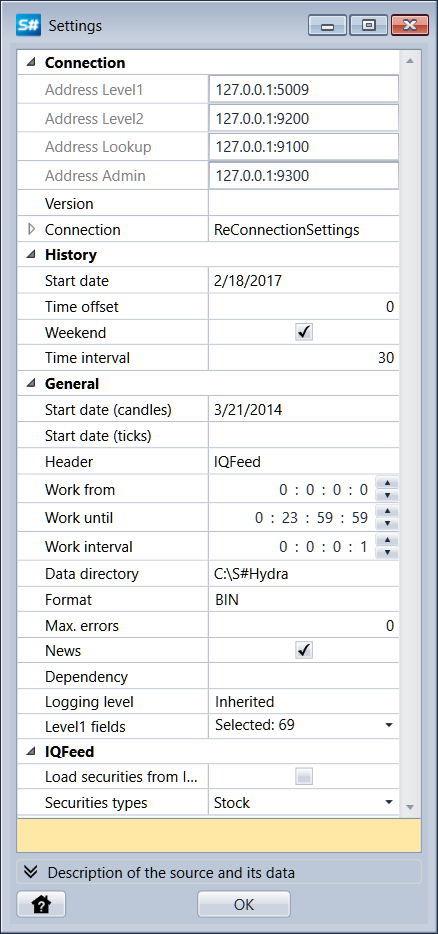 S# Settings
Connection
Address Level1 127.0.0.1:5009
Address Level2 127.0.0.1:9200
Address Lookup 127.0.0.1:9100
Address Admin 127.0.0.1:9300
Version
Connection ReConnectionSettings
History
Start date 2/18/2017
Time offset 0
Weekend
Time interval 30
General
Start date (candles) 3/21/2014
Start date (ticks)
Header IQFeed
Work from 0 : 0 : 0 : 0
Work until 0 : 23 : 59 : 59
Work interval 0 : 0 : 0 : 1
Data directory C:\S#Hydra
Format BIN
Max. errors 0
News
Dependency
Logging level Inherited
Level1 fields Selected: 69
IQFeed
Load securities from I...
Securities types Stock
Description of the source and its data
? OK